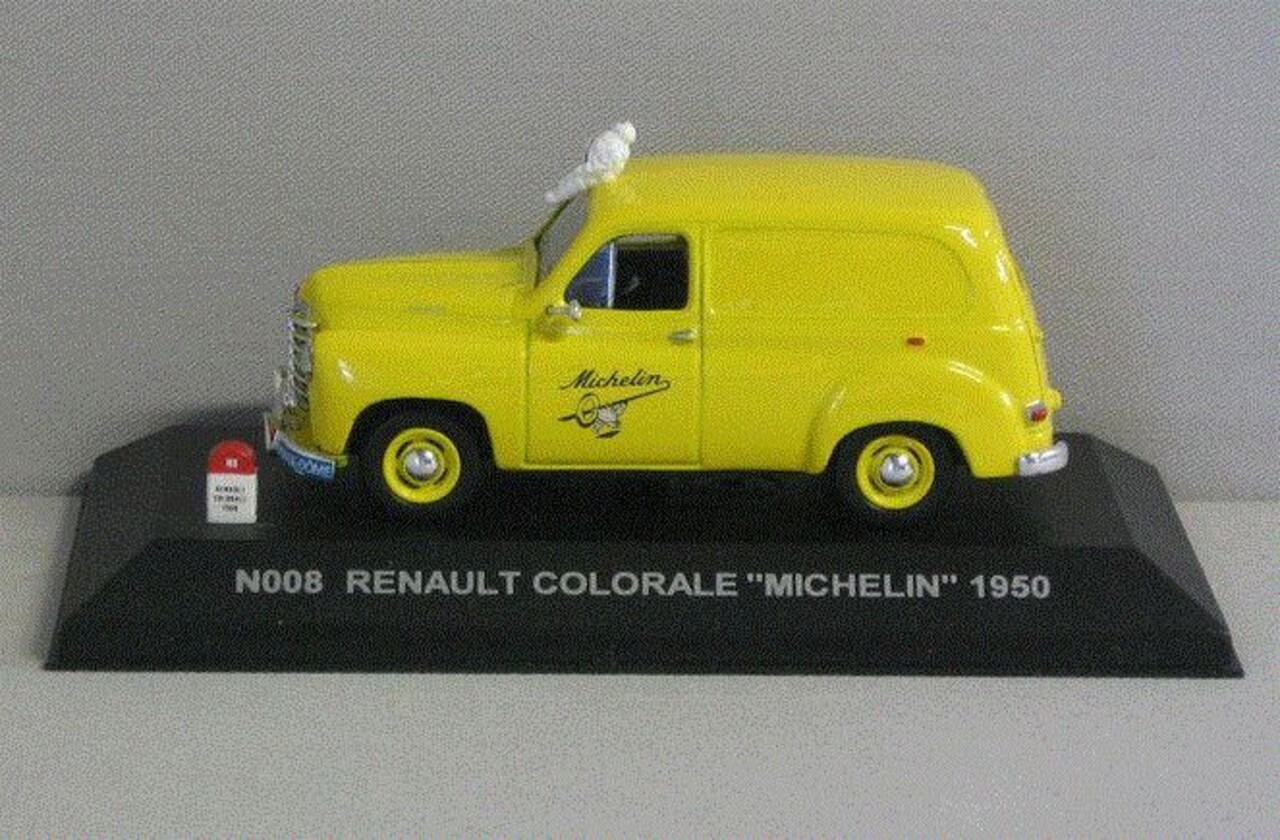 Michelin
N008 RENAULT COLORALE "MICHELIN" 1950